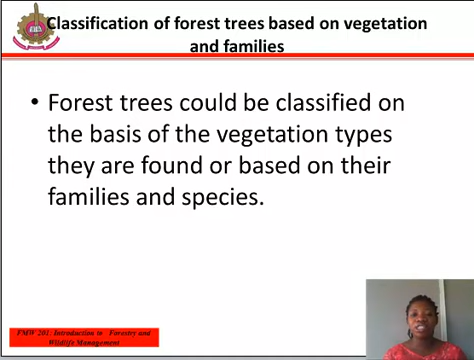 Classification of forest trees based on vegetation
and families
• Forest trees could be classified on
the basis of the vegetation types
they are found or based on their
families and species.
FMW 201: Introduction to Forestry and
Wildlife Management